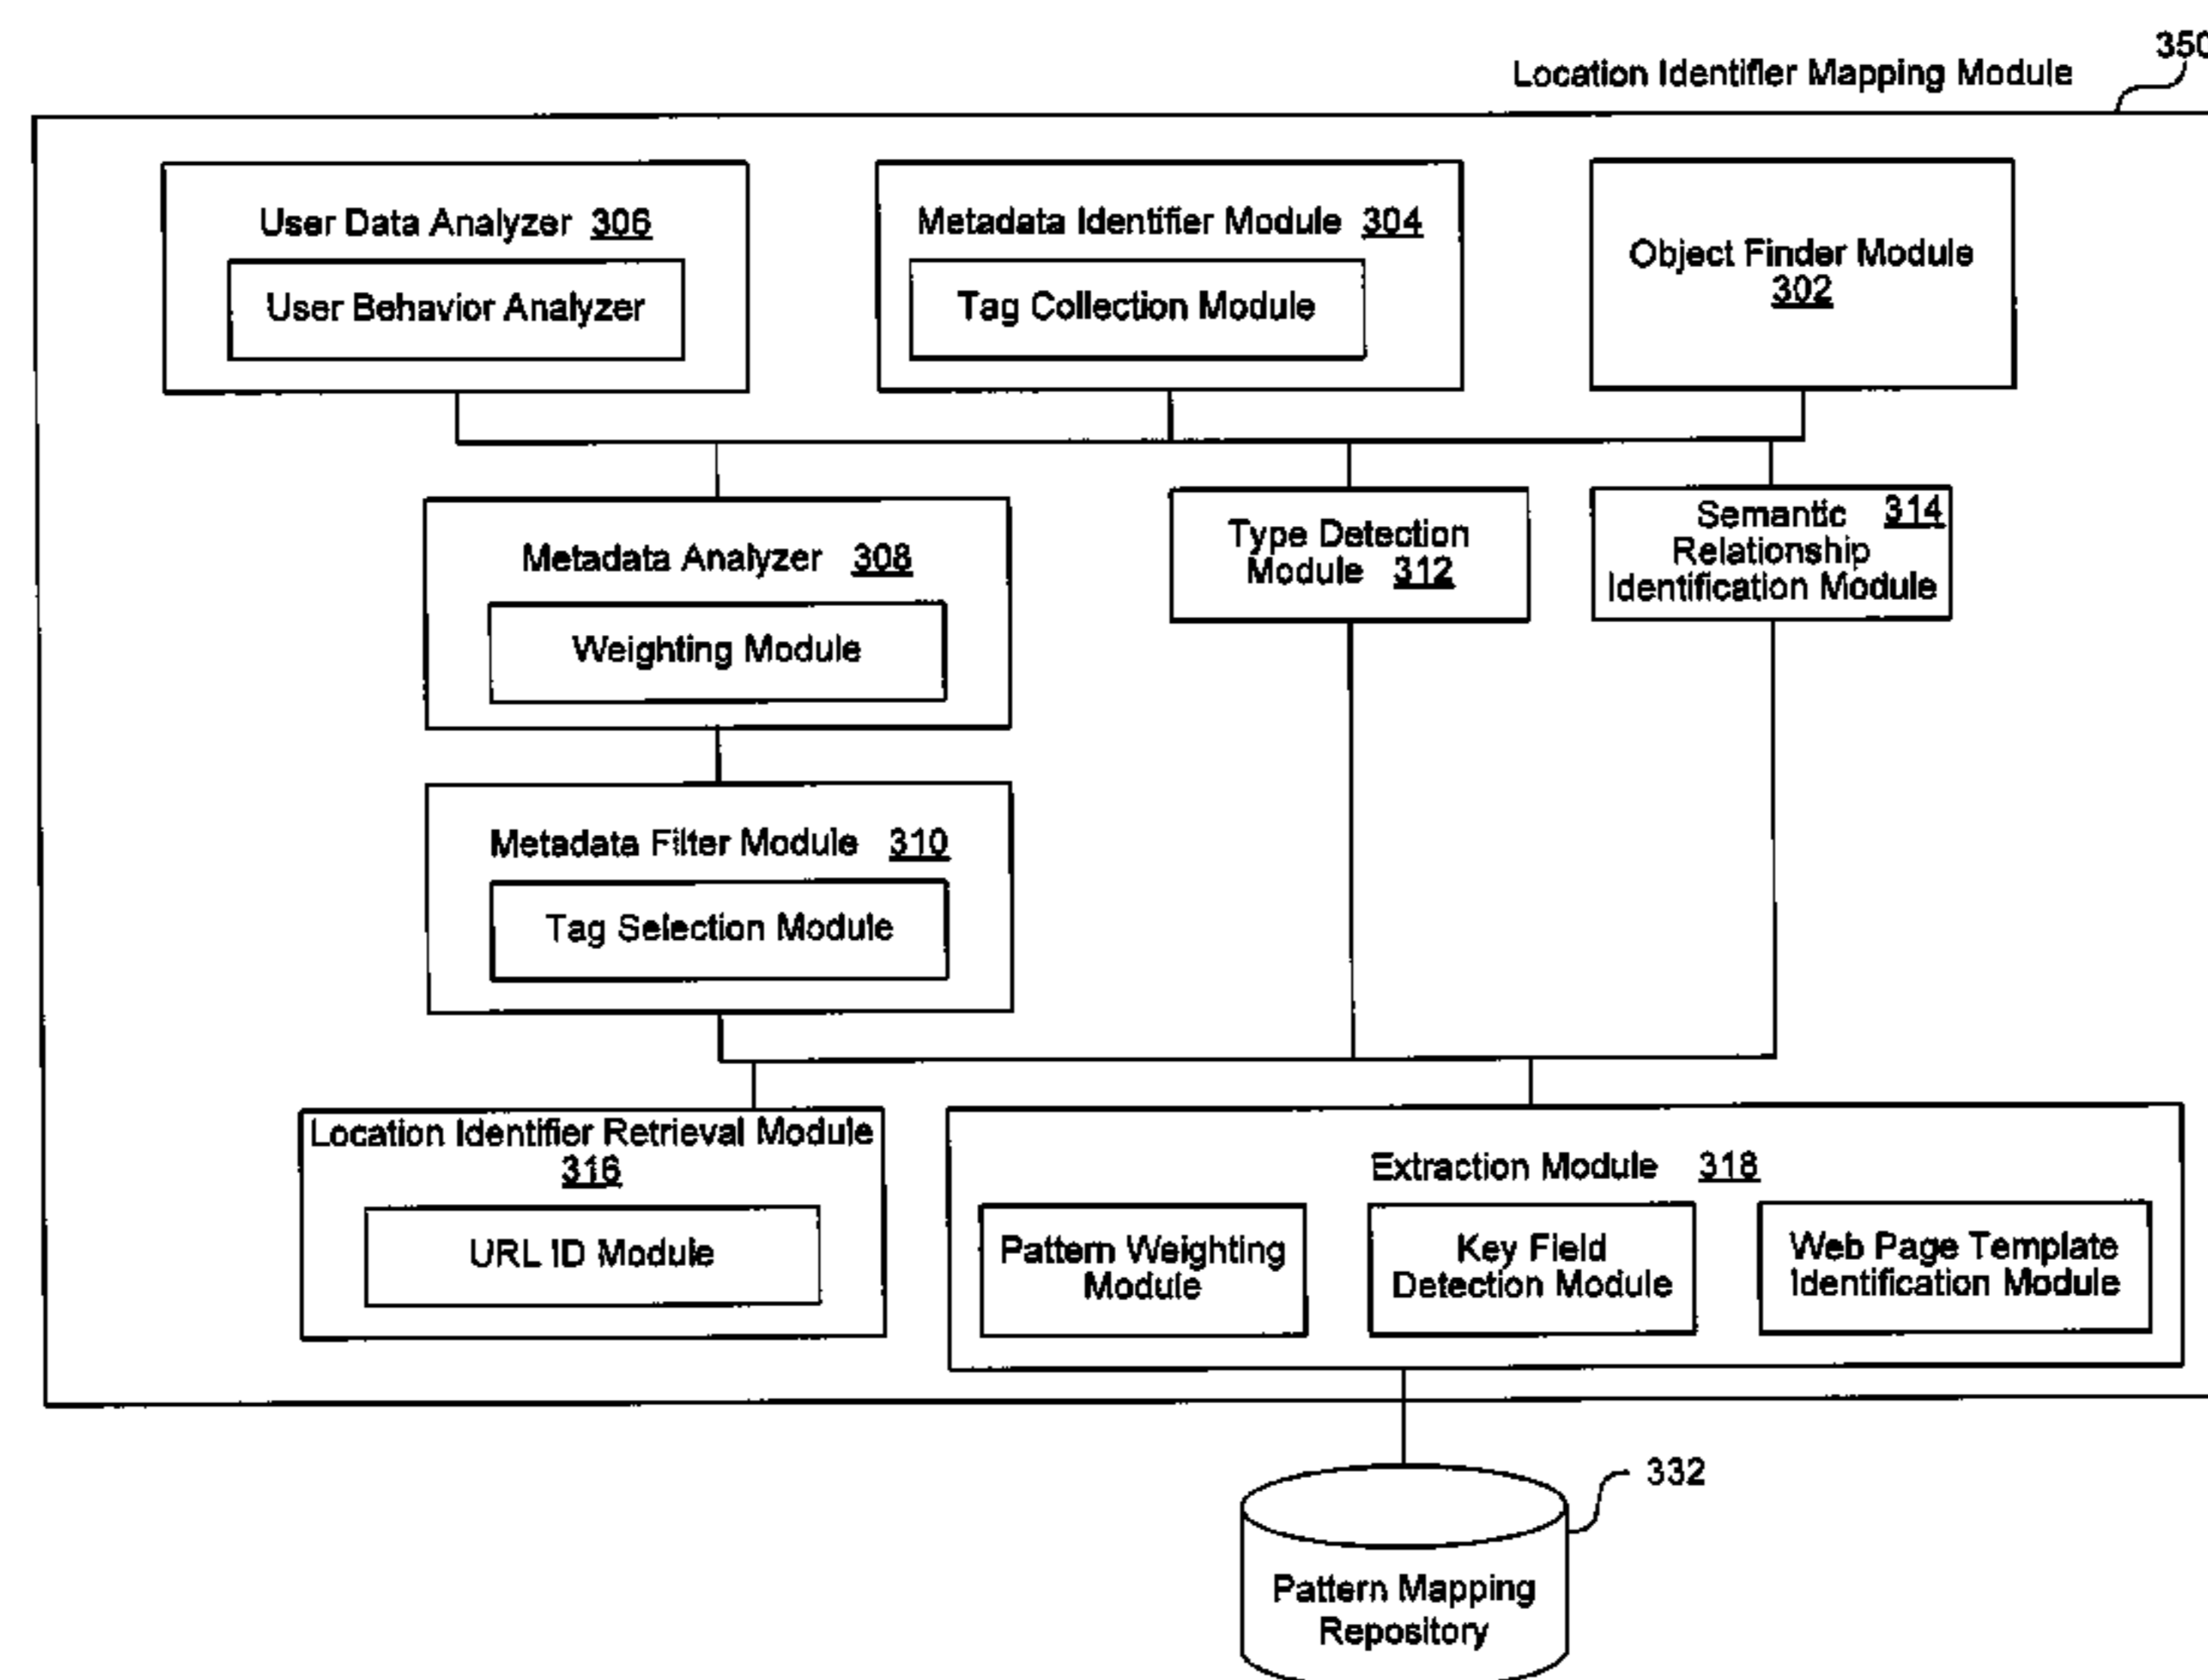 350
Location Identifier Mapping Module
User Data Analyzer 306
User Behavior Analyzer
Metadata Identifier Module 304
Tag Collection Module
Object Finder Module
302
Metadata Analyzer 308
Weighting Module
Type Detection
Module 312
Semantic 314
Relationship
Identification Module
Metadata Filter Module 310
Tag Selection Module
Location Identifier Retrieval Module
316
URL ID Module
Extraction Module 318
Pattern Weighting
Module
Key Field
Detection Module
Web Page Template
Identification Module
332
Pattern Mapping
Repository